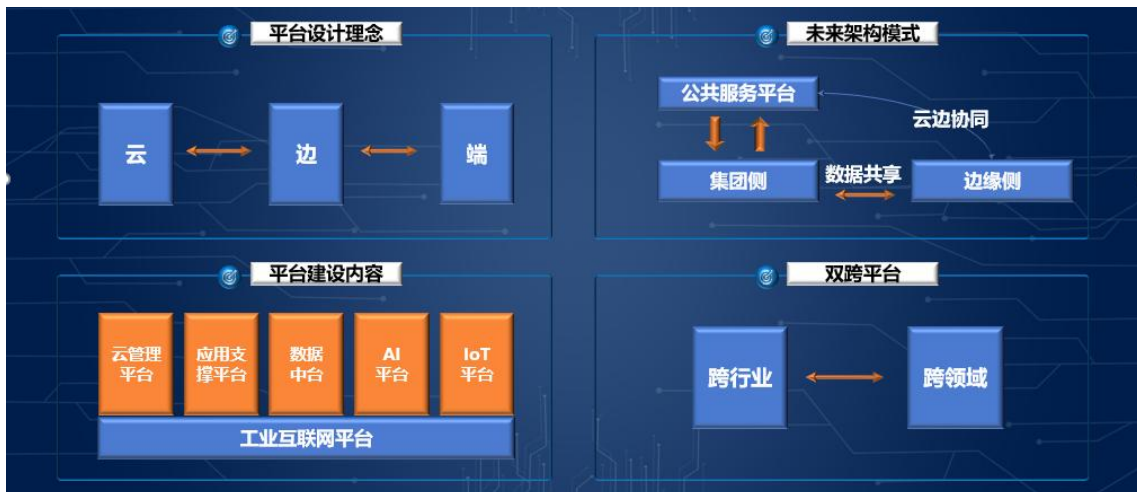 平台设计理念
云
边
端
未来架构模式
公共服务平台
云边协同
集团侧
数据共享
边缘侧
平台建设内容
云管理
平台
应用支
撑平台
数据
中台
AI
平台
IoT
平台
工业互联网平台
双跨平台
跨行业
跨领域